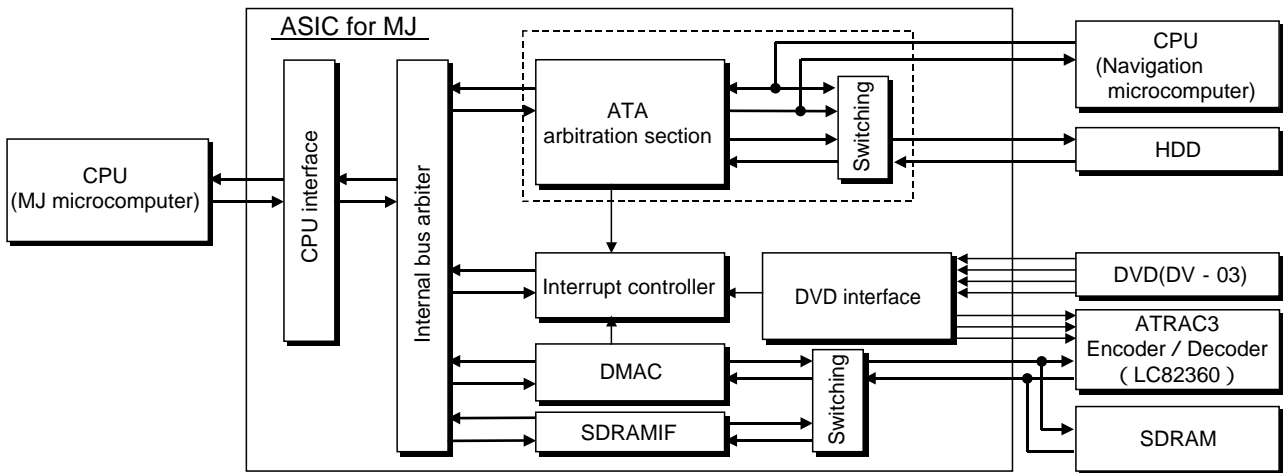 ASIC for MJ
CPU
(MJ microcomputer)
CPU interface
Internal bus arbiter
ATA
arbitration section
Switching
CPU
(Navigation
microcomputer)
HDD
Interrupt controller
DVD interface
DVD(DV - 03)
ATRAC3
Encoder / Decoder
( LC82360 )
DMAC
Switching
SDRAMIF
SDRAM